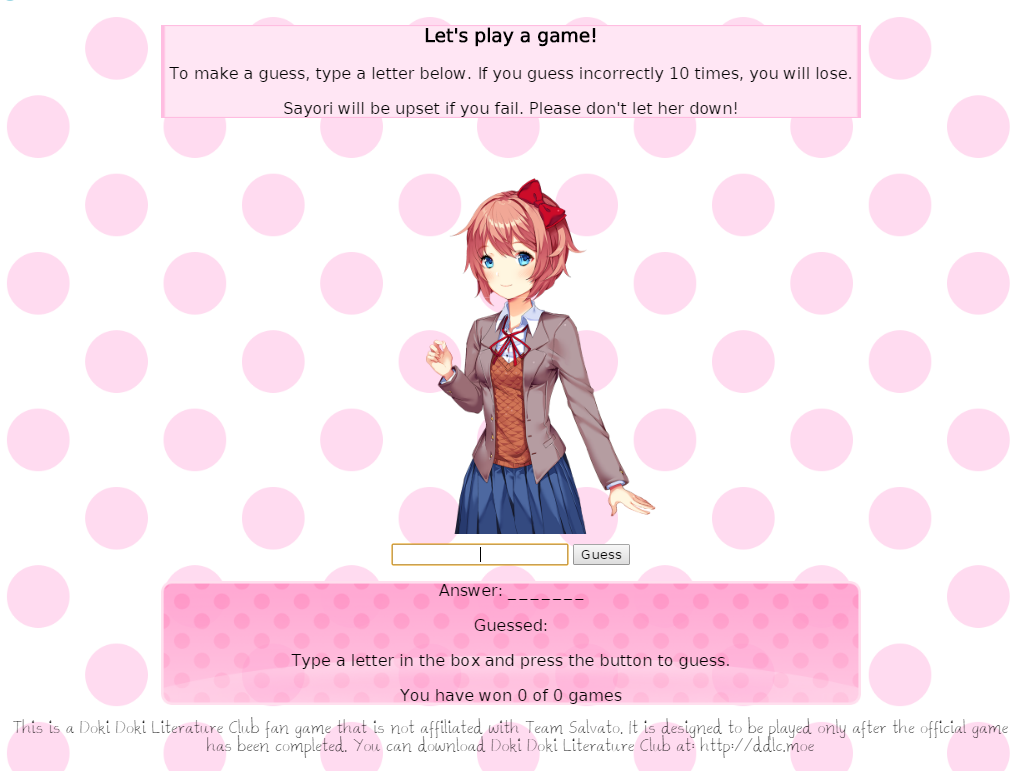 Let's play a game!
To make a guess, type a letter below. If you guess incorrectly 10 times, you will lose.
Sayori will be upset if you fail. Please don't let her down!
Guess
Answer: _ _ _ _ _ _ _
Guessed:
Type a letter in the box and press the button to guess.
You have won 0 of 0 games
This is a Doki Doki Literature Club fan game that is not affiliated with Team Salvato. It is designed to be played only after the official game
has been completed. You can download Doki Doki Literature Club at: http://ddlc.moe